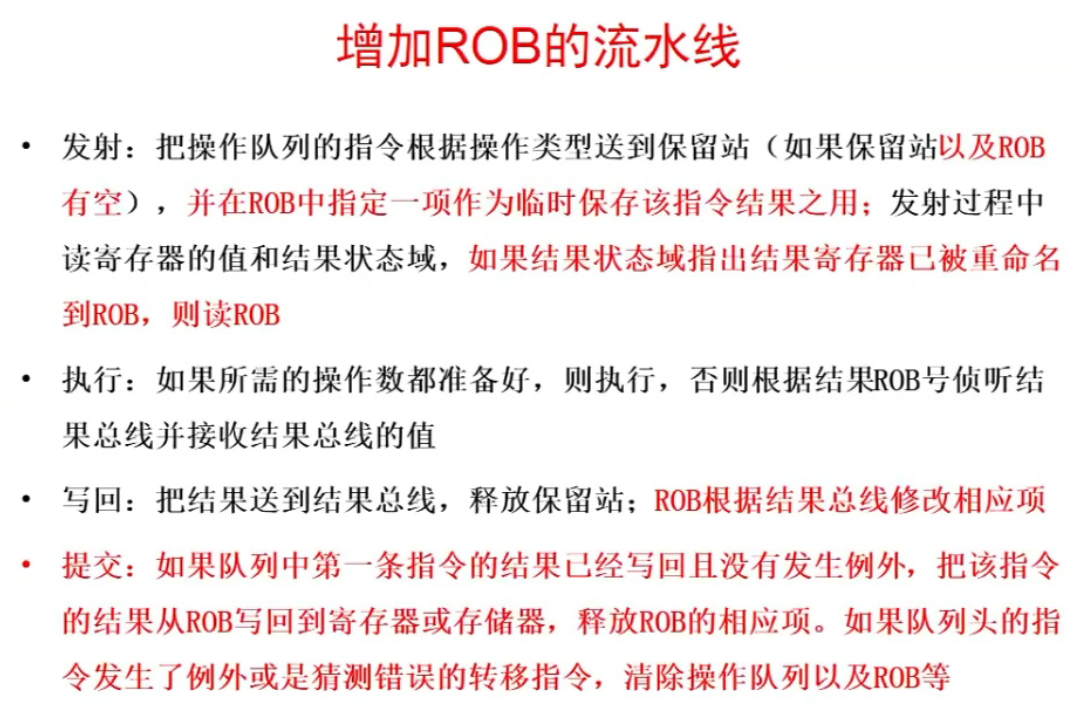 增加ROB的流水线
• 发射：把操作队列的指令根据操作类型送到保留站（如果保留站以及ROB
有空），并在ROB中指定一项作为临时保存该指令结果之用；发射过程中
读寄存器的值和结果状态域，如果结果状态域指出结果寄存器已被重命名
到ROB，则读ROB
• 执行：如果所需的操作数都准备好，则执行，否则根据结果ROB号侦听结
果总线并接收结果总线的值
• 写回：把结果送到结果总线，释放保留站；ROB根据结果总线修改相应项
• 提交：如果队列中第一条指令的结果已经写回且没有发生例外，把该指令
的结果从ROB写回到寄存器或存储器，释放ROB的相应项。如果队列头的指
令发生了例外或是猜测错误的转移指令，清除操作队列以及ROB等